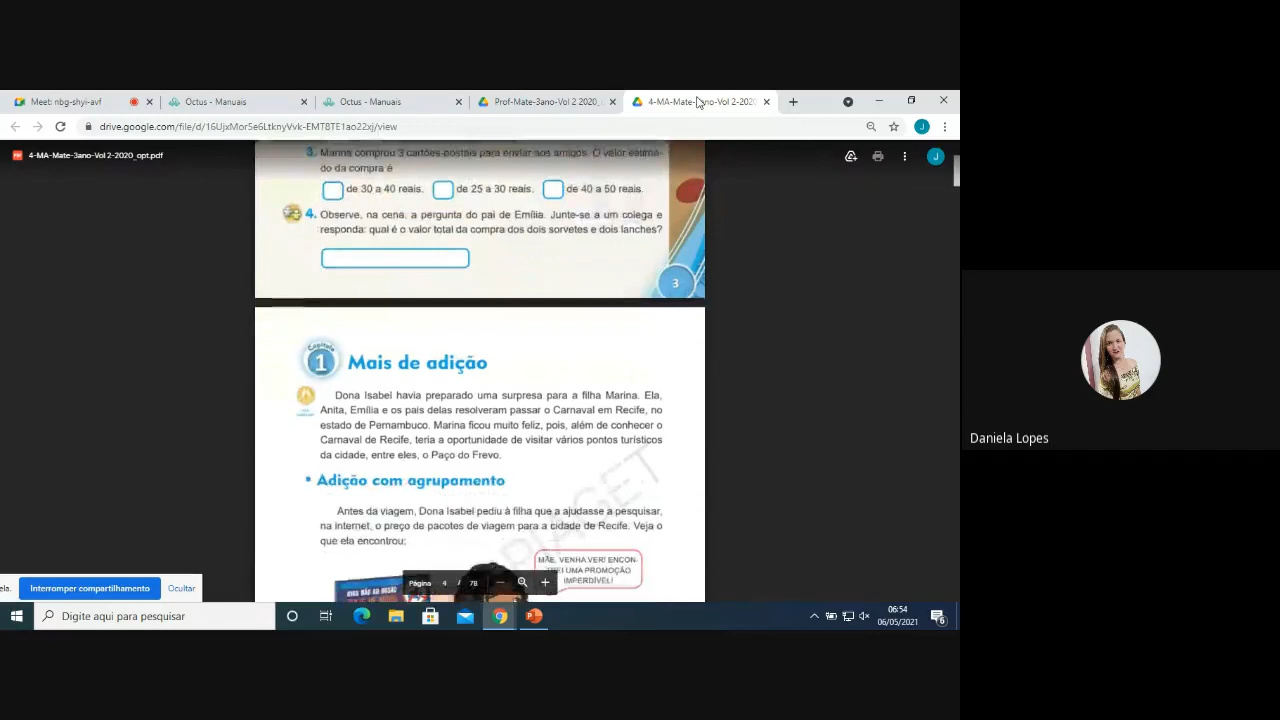 Meet: nbg-shyi-avf
Octus - Manuais
Octus - Manuais
Prof-Mate-3ano-Vol 2 2020_
4-MA-Mate-3ano-Vol 2-2020
drive.google.com/file/d/16UjxMorSe6LtknyVvk-EMT8TE1ao22xj/view
J
4-MA-Mate-3ano-Vol 2-2020_opt.pdf
J
3. Marina comprou 3 cartões-postais para enviar aos amigos. O valor estima-
do da compra é
de 30 a 40 reais. de 25 a 30 reais. de 40 a 50 reais.
4. Observe, na cena, a pergunta do pai de Emília. Junte-se a um colega e
responda: qual é o valor total da compra dos dois sorvetes e dois lanches?
3
Capítulo
1 Mais de adição
Dona Isabel havia preparado uma surpresa para a filha Marina. Ela,
Anita, Emília e os pais delas resolveram passar o Carnaval em Recife, no
estado de Pernambuco. Marina ficou muito feliz, pois, além de conhecer o
Carnaval de Recife, teria a oportunidade de visitar vários pontos turísticos
da cidade, entre eles, o Paço do Frevo.
• Adição com agrupamento
Antes da viagem, Dona Isabel pediu à filha que a ajudasse a pesquisar,
na internet, o preço de pacotes de viagem para a cidade de Recife. Veja o
que ela encontrou:
PIAGET
MÃE, VENHA VER! ENCON-
TREI UMA PROMOÇÃO
IMPERDÍVEL!
Página 4 / 78
ela.
Interromper compartilhamento
Ocultar
Digite aqui para pesquisar
06:54
06/05/2021
6
Daniela Lopes